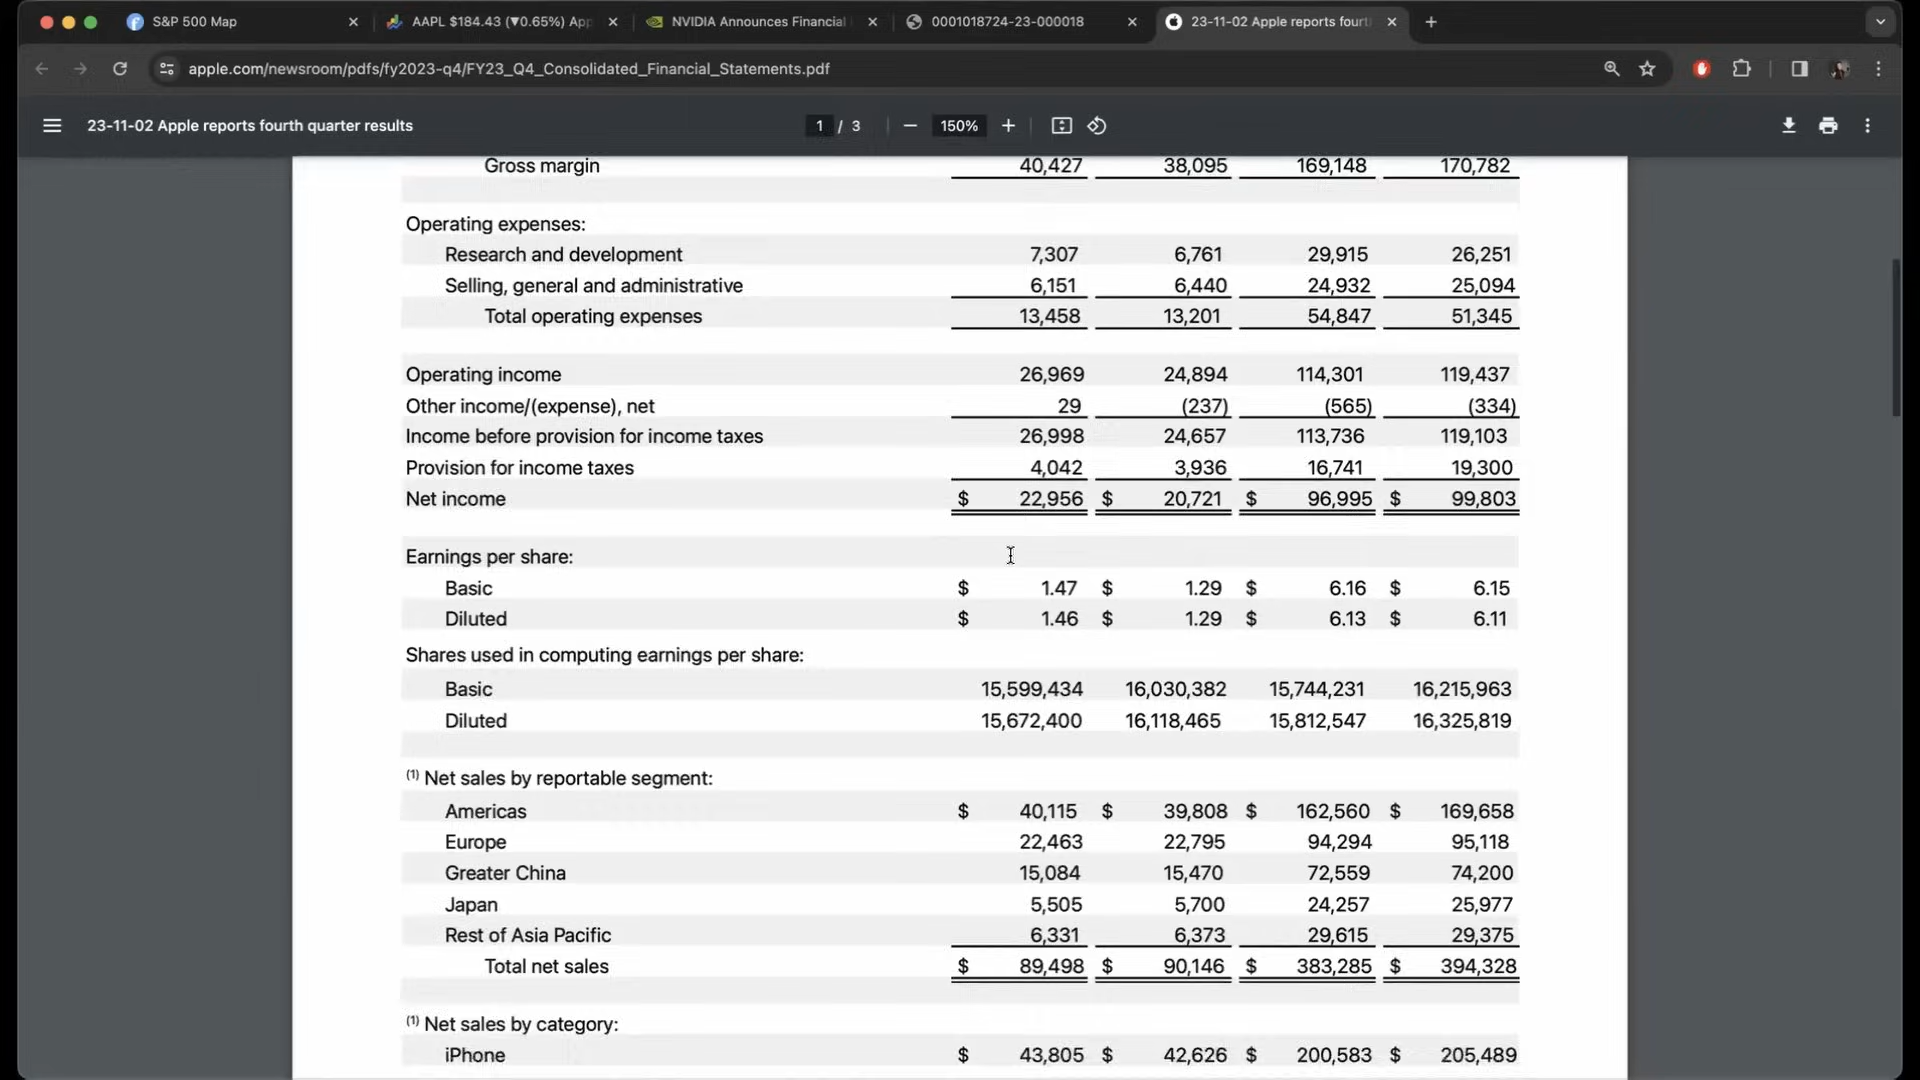 S&P 500 Map
AAPL $184.43 (▼0.65%) App
NVIDIA Announces Financial
0001018724-23-000018
23-11-02 Apple reports fourt
apple.com/newsroom/pdfs/fy2023-q4/FY23_Q4_Consolidated_Financial_Statements.pdf
23-11-02 Apple reports fourth quarter results 1 / 3 150%
Gross margin 40,427 38,095 169,148 170,782
Operating expenses:
Research and development 7,307 6,761 29,915 26,251
Selling, general and administrative 6,151 6,440 24,932 25,094
Total operating expenses 13,458 13,201 54,847 51,345
Operating income 26,969 24,894 114,301 119,437
Other income/(expense), net 29 (237) (565) (334)
Income before provision for income taxes 26,998 24,657 113,736 119,103
Provision for income taxes 4,042 3,936 16,741 19,300
Net income $ 22,956 $ 20,721 $ 96,995 $ 99,803
Earnings per share:
Basic $ 1.47 $ 1.29 $ 6.16 $ 6.15
Diluted $ 1.46 $ 1.29 $ 6.13 $ 6.11
Shares used in computing earnings per share:
Basic 15,599,434 16,030,382 15,744,231 16,215,963
Diluted 15,672,400 16,118,465 15,812,547 16,325,819
(1) Net sales by reportable segment:
Americas $ 40,115 $ 39,808 $ 162,560 $ 169,658
Europe 22,463 22,795 94,294 95,118
Greater China 15,084 15,470 72,559 74,200
Japan 5,505 5,700 24,257 25,977
Rest of Asia Pacific 6,331 6,373 29,615 29,375
Total net sales $ 89,498 $ 90,146 $ 383,285 $ 394,328
(1) Net sales by category:
iPhone $ 43,805 $ 42,626 $ 200,583 $ 205,489